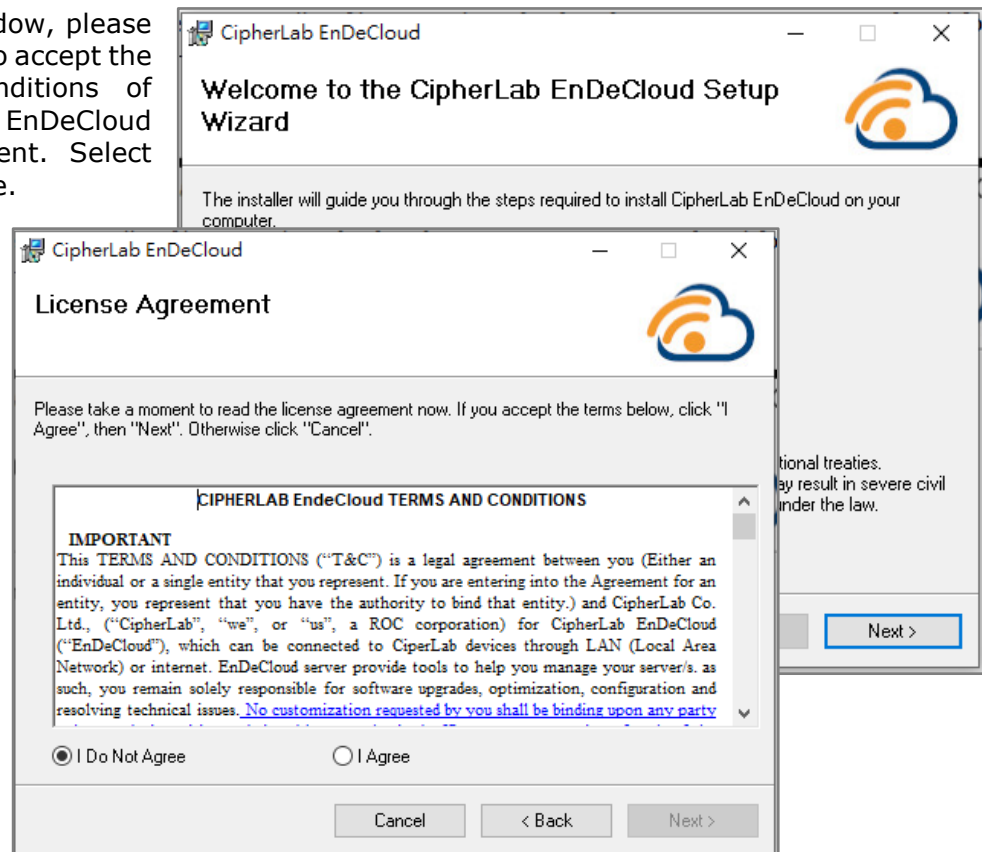 dow, please
o accept the
nditions of
EnDeCloud
ent. Select
e.
CipherLab EnDeCloud
Welcome to the CipherLab EnDeCloud Setup
Wizard
The installer will guide you through the steps required to install CipherLab EnDeCloud on your
computer.
tional treaties.
ay result in severe civil
under the law.
Next >
CipherLab EnDeCloud
License Agreement
Please take a moment to read the license agreement now. If you accept the terms below, click "I
Agree", then "Next". Otherwise click "Cancel".
CIPHERLAB EndeCloud TERMS AND CONDITIONS
IMPORTANT
This TERMS AND CONDITIONS (“T&C”) is a legal agreement between you (Either an
individual or a single entity that you represent. If you are entering into the Agreement for an
entity, you represent that you have the authority to bind that entity.) and CipherLab Co.
Ltd., (“CipherLab”, “we”, or “us”, a ROC corporation) for CipherLab EnDeCloud
(“EnDeCloud”), which can be connected to CiperLab devices through LAN (Local Area
Network) or internet. EnDeCloud server provide tools to help you manage your server/s. as
such, you remain solely responsible for software upgrades, optimization, configuration and
resolving technical issues. No customization requested by you shall be binding upon any party
I Do Not Agree
I Agree
Cancel
< Back
Next >